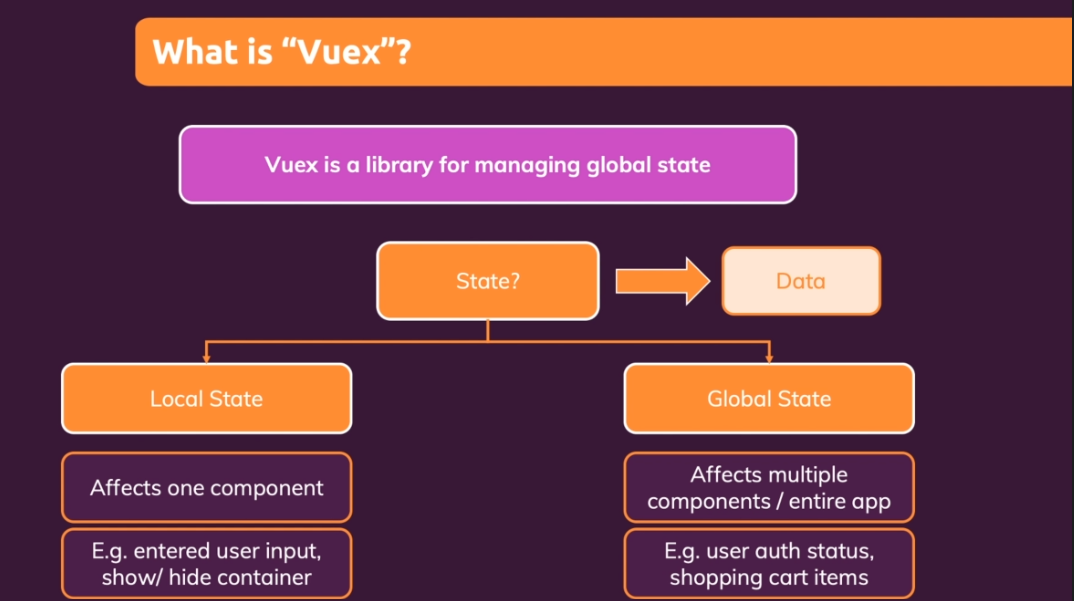 What is “Vuex”?
Vuex is a library for managing global state
State?
Data
Local State
Global State
Affects one component
Affects multiple
components / entire app
E.g. entered user input,
show/ hide container
E.g. user auth status,
shopping cart items